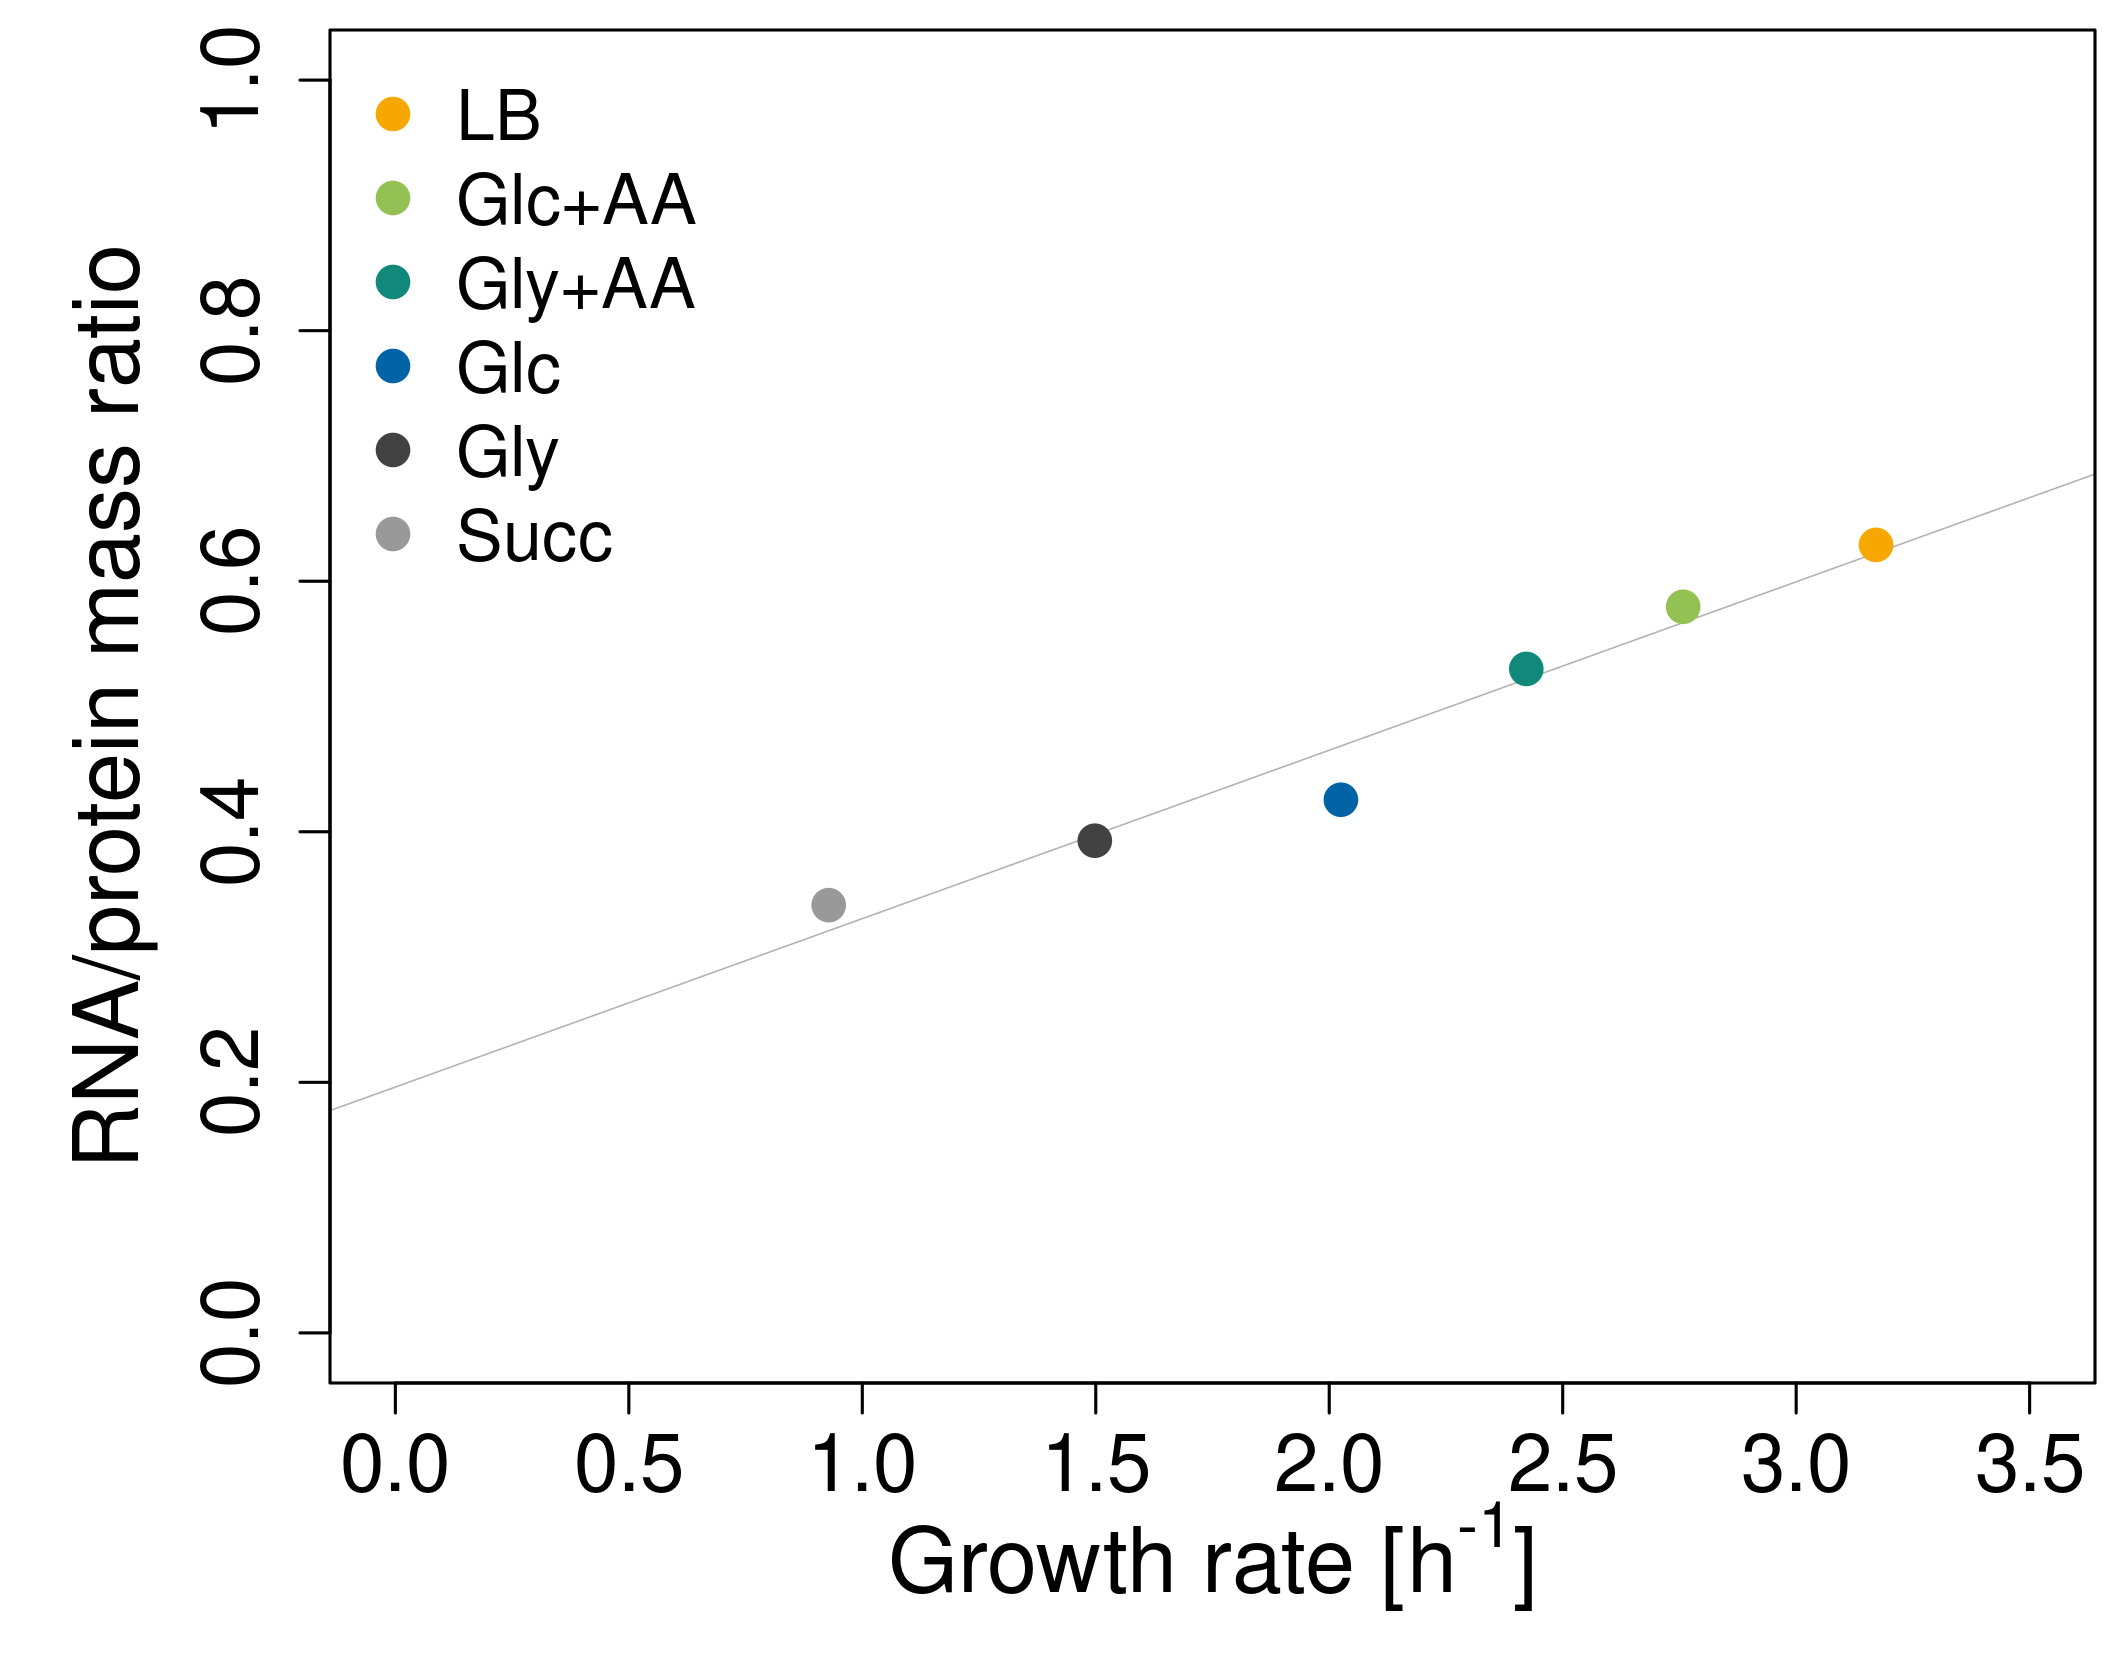 LB
Glc+AA
Gly+AA
Glc
Gly
Succ
RNA/protein mass ratio
1.0
0.8
0.6
0.4
0.2
0.0
0.0 0.5 1.0 1.5 2.0 2.5 3.0 3.5
Growth rate [h⁻¹]